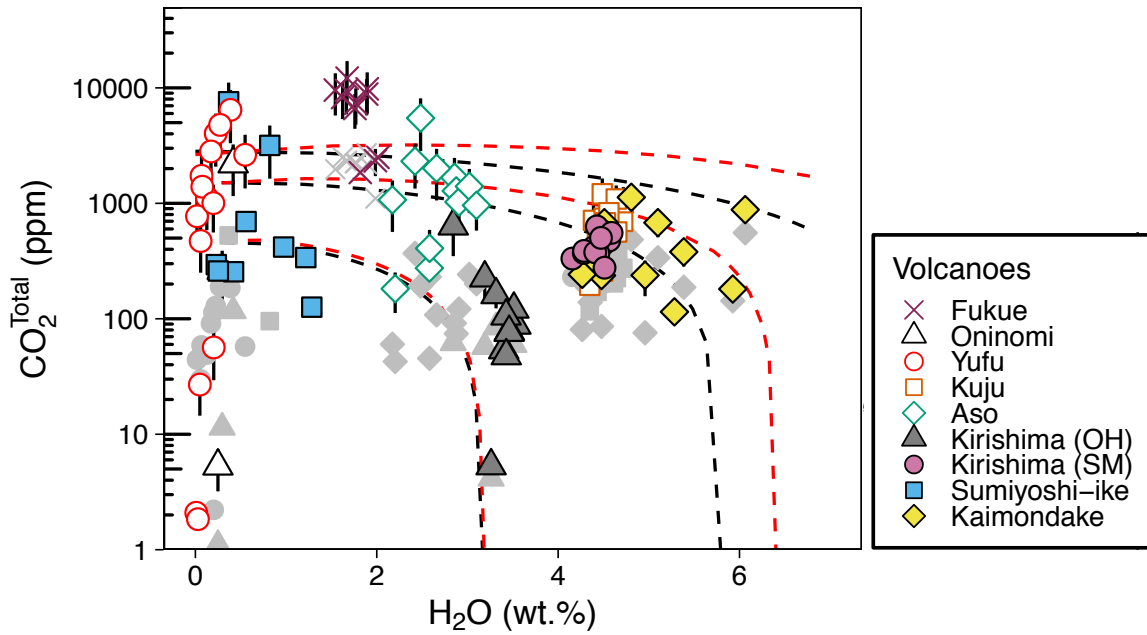 10000
1000
100
10
1
CO₂ᵀᵒᵗᵃˡ (ppm)
0 2 4 6
H₂O (wt.%)
Volcanoes
Fukue
Oninomi
Yufu
Kuju
Aso
Kirishima (OH)
Kirishima (SM)
Sumiyoshi−ike
Kaimondake